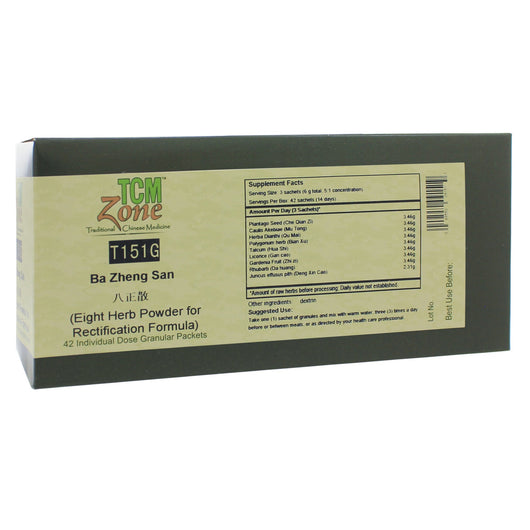 TCM™
Zone
Traditional Chinese Medicine
T151G
Ba Zheng San
八正散
(Eight Herb Powder for
Rectification Formula)
42 Individual Dose Granular Packets
Supplement Facts
Serving Size: 3 sachets (6 g total, 5:1 concentration)
Servings Per Box: 42 sachets (14 days)
Amount Per Day (3 Sachets)*
Plantago Seed (Che Qian Zi) 3.46g
Caulis Akebiae (Mu Tong) 3.46g
Herba Dianthi (Qu Mai) 3.46g
Polygonum herb (Bian Xu) 3.46g
Talcum (Hua Shi) 3.46g
Licorice (Gan cao) 3.46g
Gardenia Fruit (Zhi zi) 3.46g
Rhubarb (Da huang) 2.31g
Juncus effusus pith (Deng Xin Cao) 3.46g
*Amount of raw herbs before processing: Daily value not established.
Other ingredients: dextrin
Suggested Use:
Take one (1) sachet of granules and mix with warm water, three (3) times a day
before or between meals, or as directed by your health care professional.
Lot No.
Best Use Before: